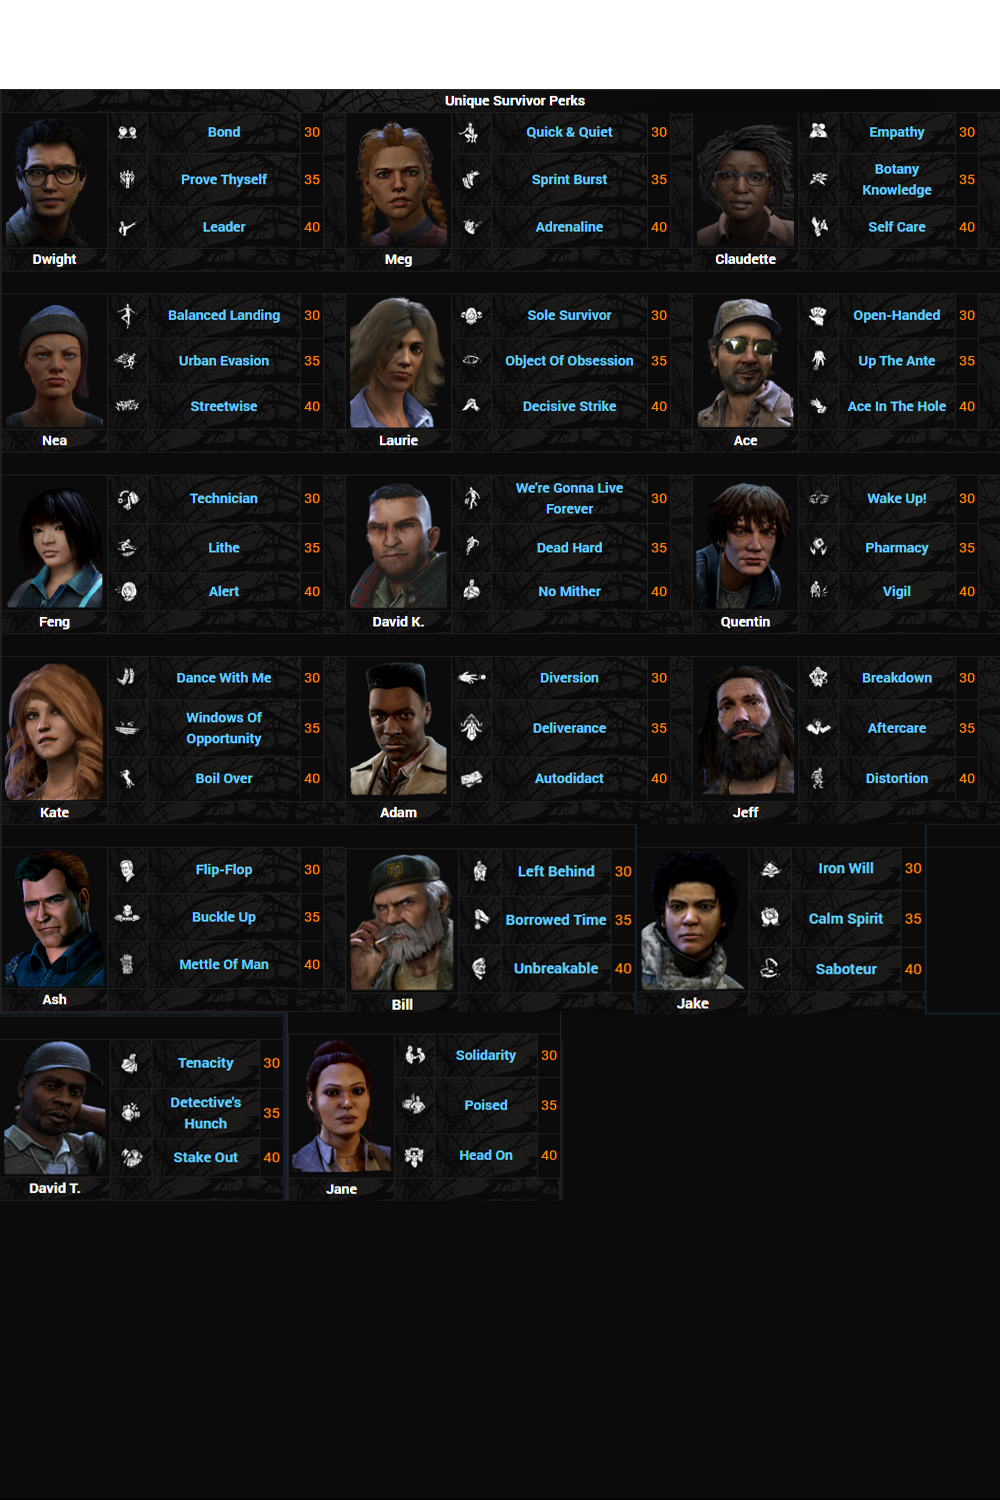 Unique Survivor Perks
Bond 30
Prove Thyself 35
Leader 40
Dwight
Quick & Quiet 30
Sprint Burst 35
Adrenaline 40
Meg
Empathy 30
Botany
Knowledge 35
Self Care 40
Claudette
Balanced Landing 30
Urban Evasion 35
Streetwise 40
Nea
Sole Survivor 30
Object Of Obsession 35
Decisive Strike 40
Laurie
Open-Handed 30
Up The Ante 35
Ace In The Hole 40
Ace
Technician 30
Lithe 35
Alert 40
Feng
We're Gonna Live
Forever 30
Dead Hard 35
No Mither 40
David K.
Wake Up! 30
Pharmacy 35
Vigil 40
Quentin
Dance With Me 30
Windows Of
Opportunity 35
Boil Over 40
Kate
Diversion 30
Deliverance 35
Autodidact 40
Adam
Breakdown 30
Aftercare 35
Distortion 40
Jeff
Flip-Flop 30
Buckle Up 35
Mettle Of Man 40
Ash
Left Behind 30
Borrowed Time 35
Unbreakable 40
Bill
Iron Will 30
Calm Spirit 35
Saboteur 40
Jake
Tenacity 30
Detective's
Hunch 35
Stake Out 40
David T.
Solidarity 30
Poised 35
Head On 40
Jane